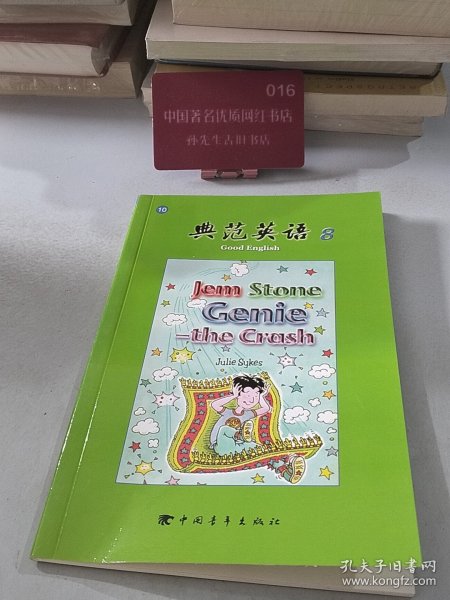 016
中国著名优质网红书店
孙先生古旧书店
10
典范英语 8
Good English
Jem Stone
Genie
-the Crash
Julie Sykes
中国青年出版社
孔夫子旧书网
www.kongfz.com